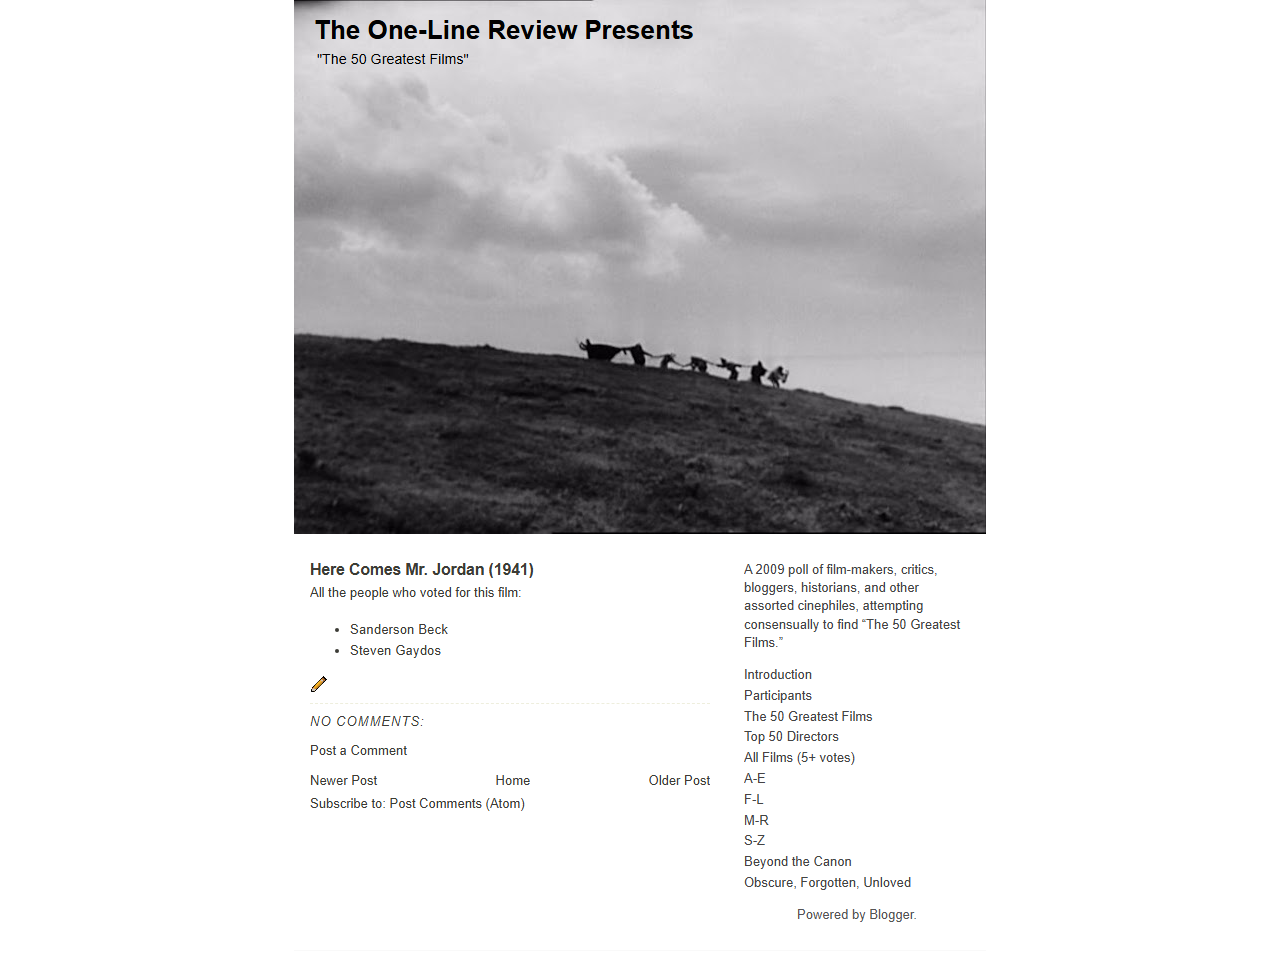 The One-Line Review Presents
"The 50 Greatest Films"
Here Comes Mr. Jordan (1941)
All the people who voted for this film:
Sanderson Beck
Steven Gaydos
NO COMMENTS:
Post a Comment
Newer Post
Home
Older Post
Subscribe to: Post Comments (Atom)
A 2009 poll of film-makers, critics,
bloggers, historians, and other
assorted cinephiles, attempting
consensually to find “The 50 Greatest
Films.”
Introduction
Participants
The 50 Greatest Films
Top 50 Directors
All Films (5+ votes)
A-E
F-L
M-R
S-Z
Beyond the Canon
Obscure, Forgotten, Unloved
Powered by Blogger.